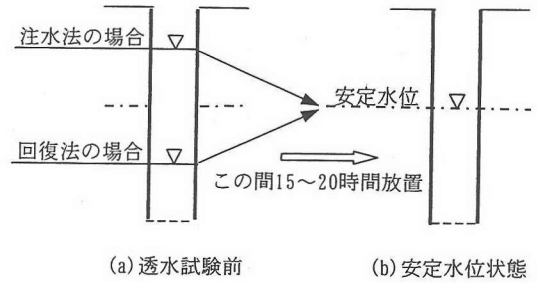 注水法の場合
安定水位
回復法の場合
この間15～20時間放置
(a)透水試験前
(b)安定水位状態